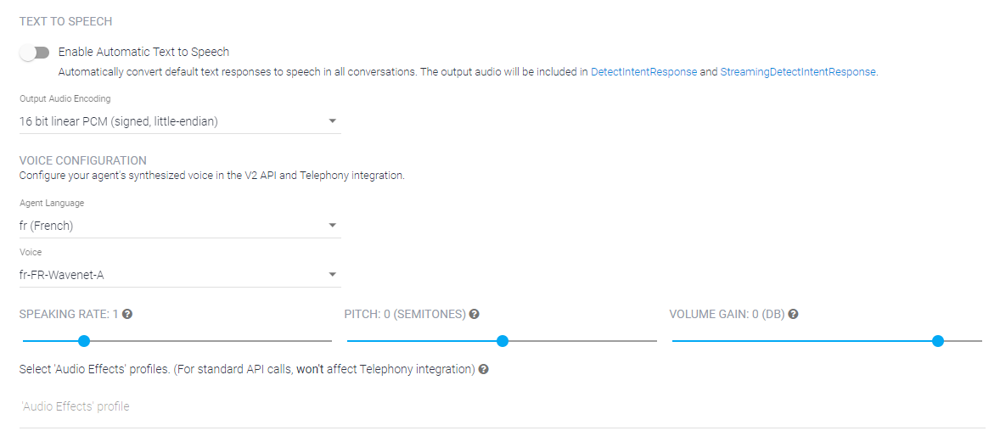 TEXT TO SPEECH
Enable Automatic Text to Speech
Automatically convert default text responses to speech in all conversations. The output audio will be included in DetectIntentResponse and StreamingDetectIntentResponse.
Output Audio Encoding
16 bit linear PCM (signed, little-endian)
VOICE CONFIGURATION
Configure your agent's synthesized voice in the V2 API and Telephony integration.
Agent Language
fr (French)
Voice
fr-FR-Wavenet-A
SPEAKING RATE: 1 ? PITCH: 0 (SEMITONES) ? VOLUME GAIN: 0 (DB) ?
Select 'Audio Effects' profiles. (For standard API calls, won't affect Telephony integration) ?
'Audio Effects' profile